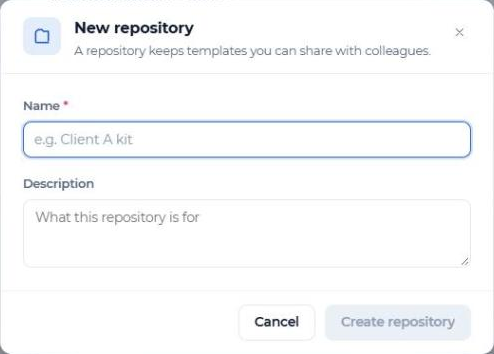 New repository
A repository keeps templates you can share with colleagues.
Name *
e.g. Client A kit
Description
What this repository is for
Cancel
Create repository